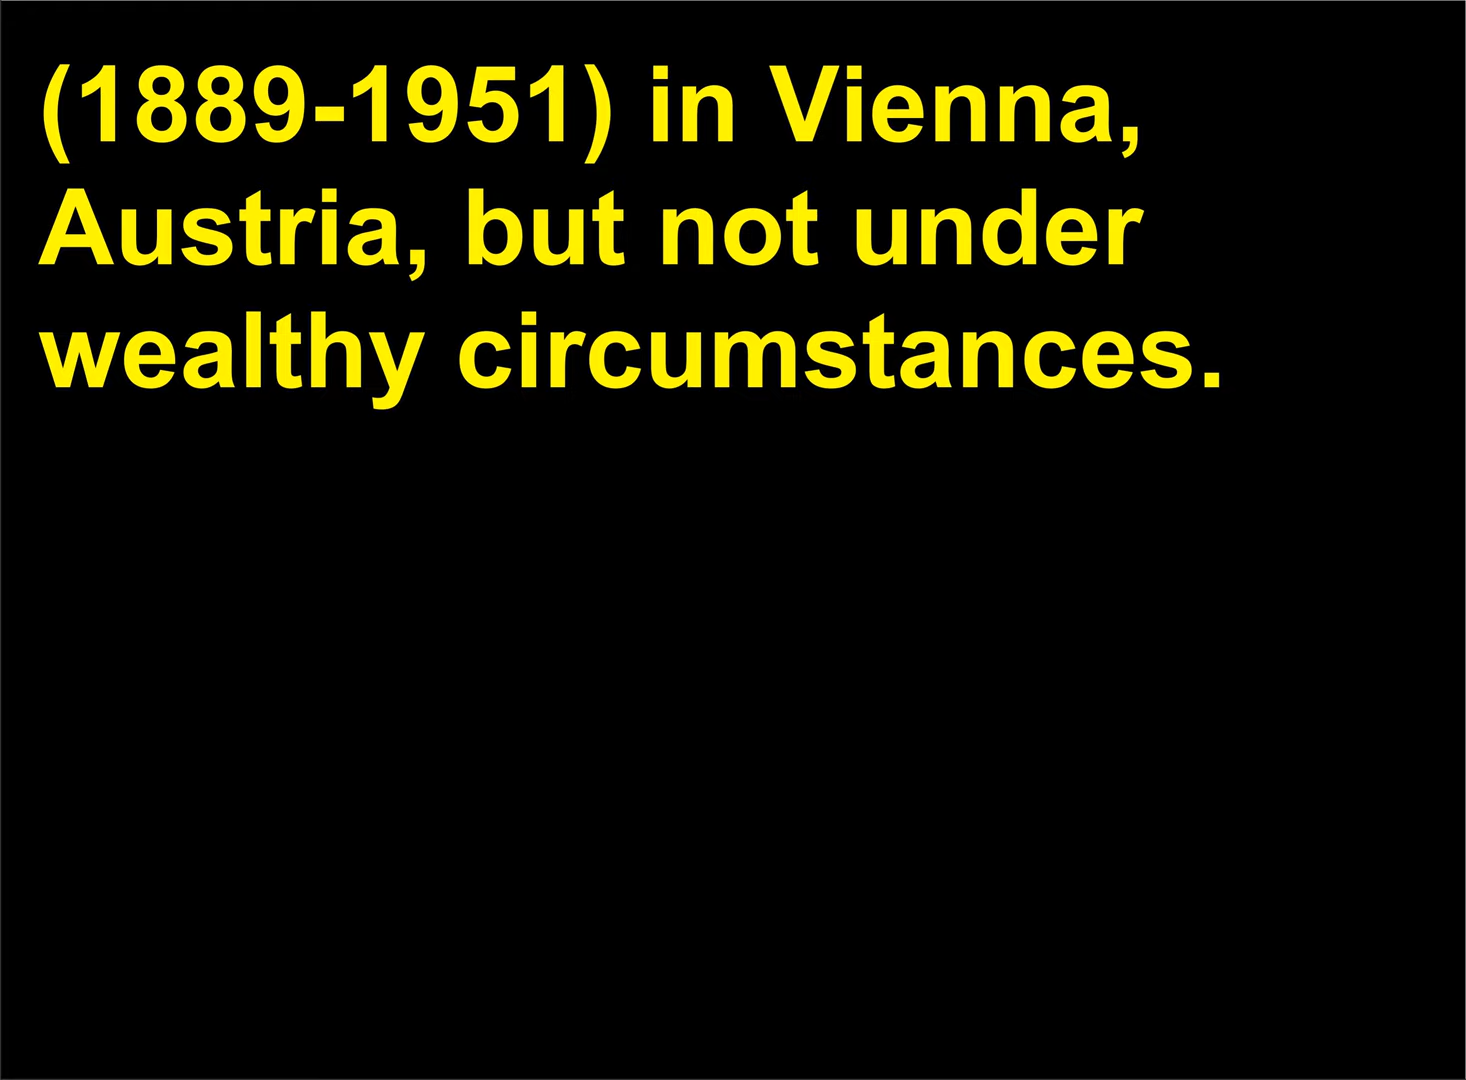 (1889-1951) in Vienna,
Austria, but not under
wealthy circumstances.